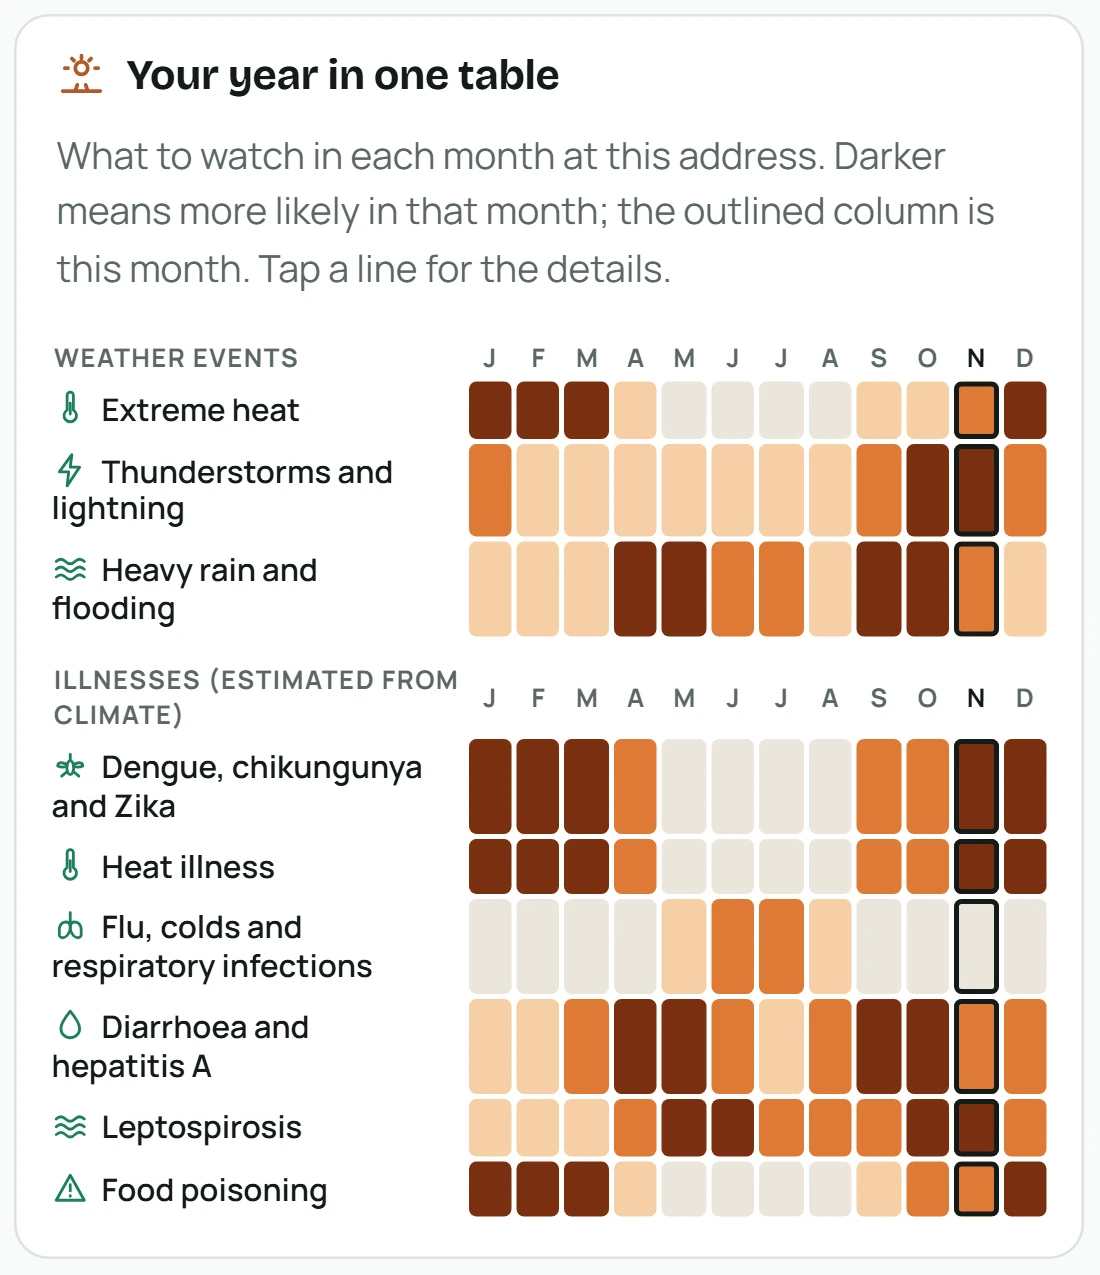 Your year in one table
What to watch in each month at this address. Darker
means more likely in that month; the outlined column is
this month. Tap a line for the details.
WEATHER EVENTS J F M A M J J A S O N D
Extreme heat
Thunderstorms and
lightning
Heavy rain and
flooding
ILLNESSES (ESTIMATED FROM
CLIMATE) J F M A M J J A S O N D
Dengue, chikungunya
and Zika
Heat illness
Flu, colds and
respiratory infections
Diarrhoea and
hepatitis A
Leptospirosis
Food poisoning